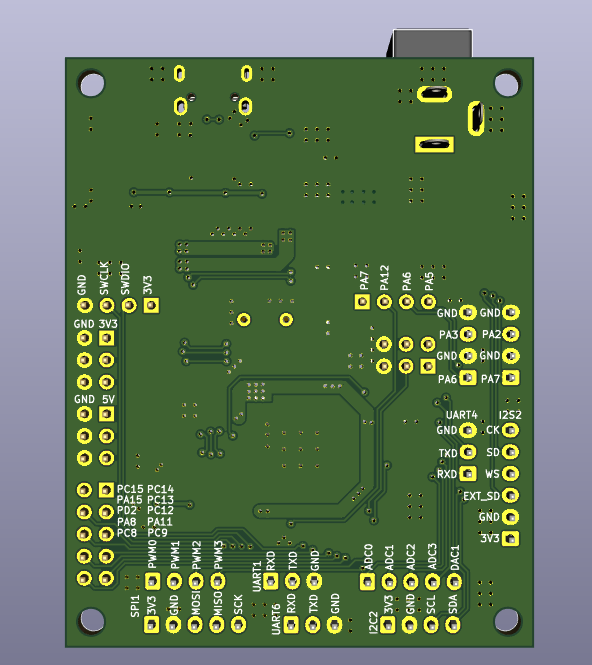 GND SWCLK SWDIO 3V3
PA7 PA12 PA6 PA5
GND 3V3
GND GND
PA3 PA2
GND GND
PA6 PA7
GND 5V
UART4 I2S2
GND CK
TXD SD
RXD WS
EXT_SD
GND
3V3
PC15 PC14
PA15 PC13
PD2 PC12
PA8 PA11
PC8 PC9
PWM0 PWM1 PWM2 PWM3
UART1 RXD TXD GND
ADC0 ADC1 ADC2 ADC3 DAC1
SPI1 3V3 GND MOSI MISO SCK
UART6 RXD TXD GND
I2C2 3V3 GND SCL SDA